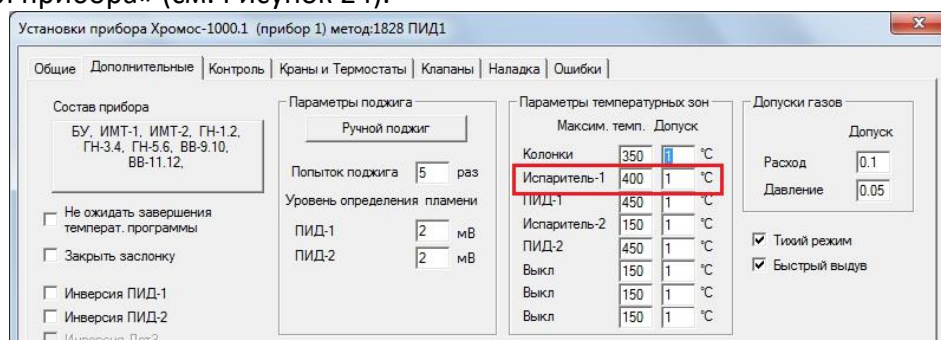 прибора» (см. Рисунок 24).
Установки прибора Хромос-1000.1 (прибор 1) метод:1828 ПИД1
Общие Дополнительные Контроль Краны и Термостаты Клапаны Наладка Ошибки
Состав прибора
БУ, ИМТ-1, ИМТ-2, ГН-1.2,
ГН-3.4, ГН-5.6, ВВ-9.10,
ВВ-11.12,
Не ожидать завершения
температ. программы
Закрыть заслонку
Инверсия ПИД-1
Инверсия ПИД-2
Параметры поджига
Ручной поджиг
Попыток поджига 5 раз
Уровень определения пламени
ПИД-1 2 мВ
ПИД-2 2 мВ
Параметры температурных зон
Максим. темп. Допуск
Колонки 350 1 °C
Испаритель-1 400 1 °C
ПИД-1 450 1 °C
Испаритель-2 150 1 °C
ПИД-2 450 1 °C
Выкл 150 1 °C
Выкл 150 1 °C
Выкл 150 1 °C
Допуски газов
Допуск
Расход 0.1
Давление 0.05
Тихий режим
Быстрый выдув